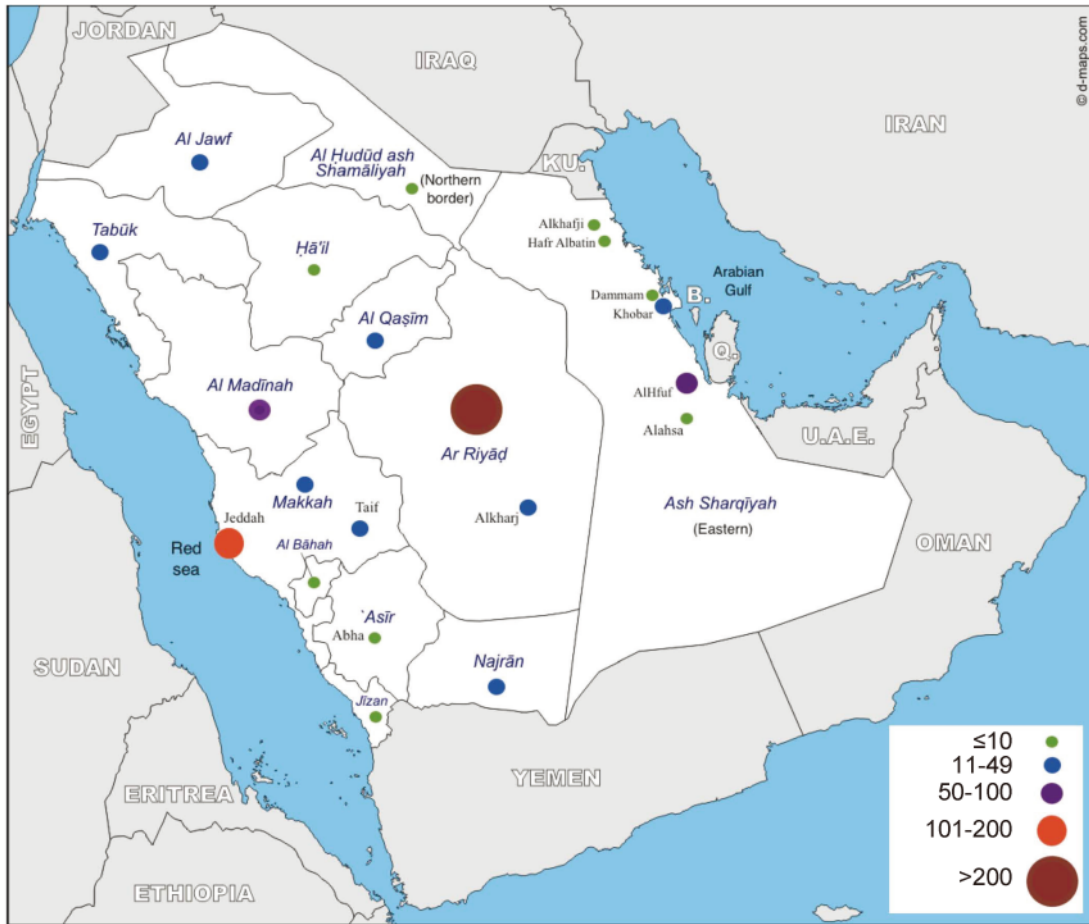 JORDAN
IRAQ
© d-maps.com
IRAN
KU.
Al Jawf
Al Ḥudūd ash
Shamāliyah
(Northern
border)
Tabūk
Alkhafji
Hafr Albatin
Ḥā'il
Arabian
Gulf
Dammam
B.
Khobar
Al Qaṣīm
Q.
EGYPT
Al Madīnah
AlHfuf
Alahsa
U.A.E.
Ar Riyāḍ
Makkah
Taif
Alkharj
Ash Sharqīyah
(Eastern)
Jeddah
Red
sea
Al Bāhah
OMAN
`Asīr
Abha
SUDAN
Najrān
Jīzan
YEMEN
ERITREA
ETHIOPIA
≤10
11-49
50-100
101-200
>200